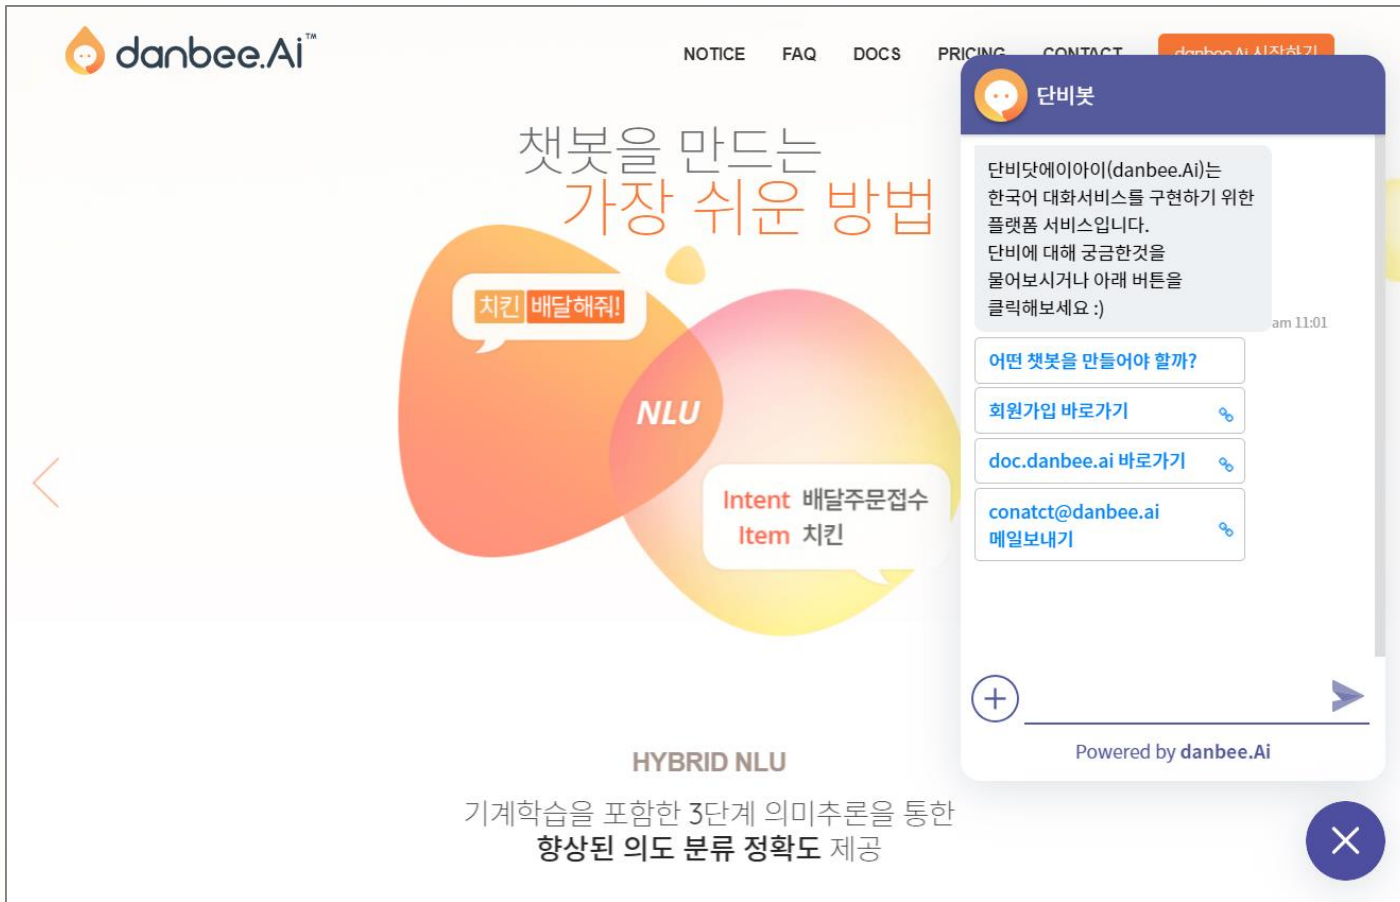 danbee.Ai™
NOTICE FAQ DOCS PRICING CONTACT danbee.Ai 시작하기
챗봇을 만드는
가장 쉬운 방법
치킨 배달해줘!
NLU
Intent 배달주문접수
Item 치킨
HYBRID NLU
기계학습을 포함한 3단계 의미추론을 통한
향상된 의도 분류 정확도 제공
단비봇
단비닷에이아이(danbee.Ai)는
한국어 대화서비스를 구현하기 위한
플랫폼 서비스입니다.
단비에 대해 궁금한것을
물어보시거나 아래 버튼을
클릭해보세요 :)
am 11:01
어떤 챗봇을 만들어야 할까?
회원가입 바로가기
doc.danbee.ai 바로가기
conatct@danbee.ai
메일보내기
Powered by danbee.Ai